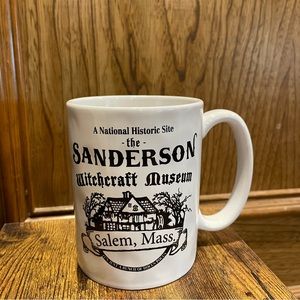 A National Historic Site
- the -
SANDERSON
Witchcraft Museum
Salem, Mass.